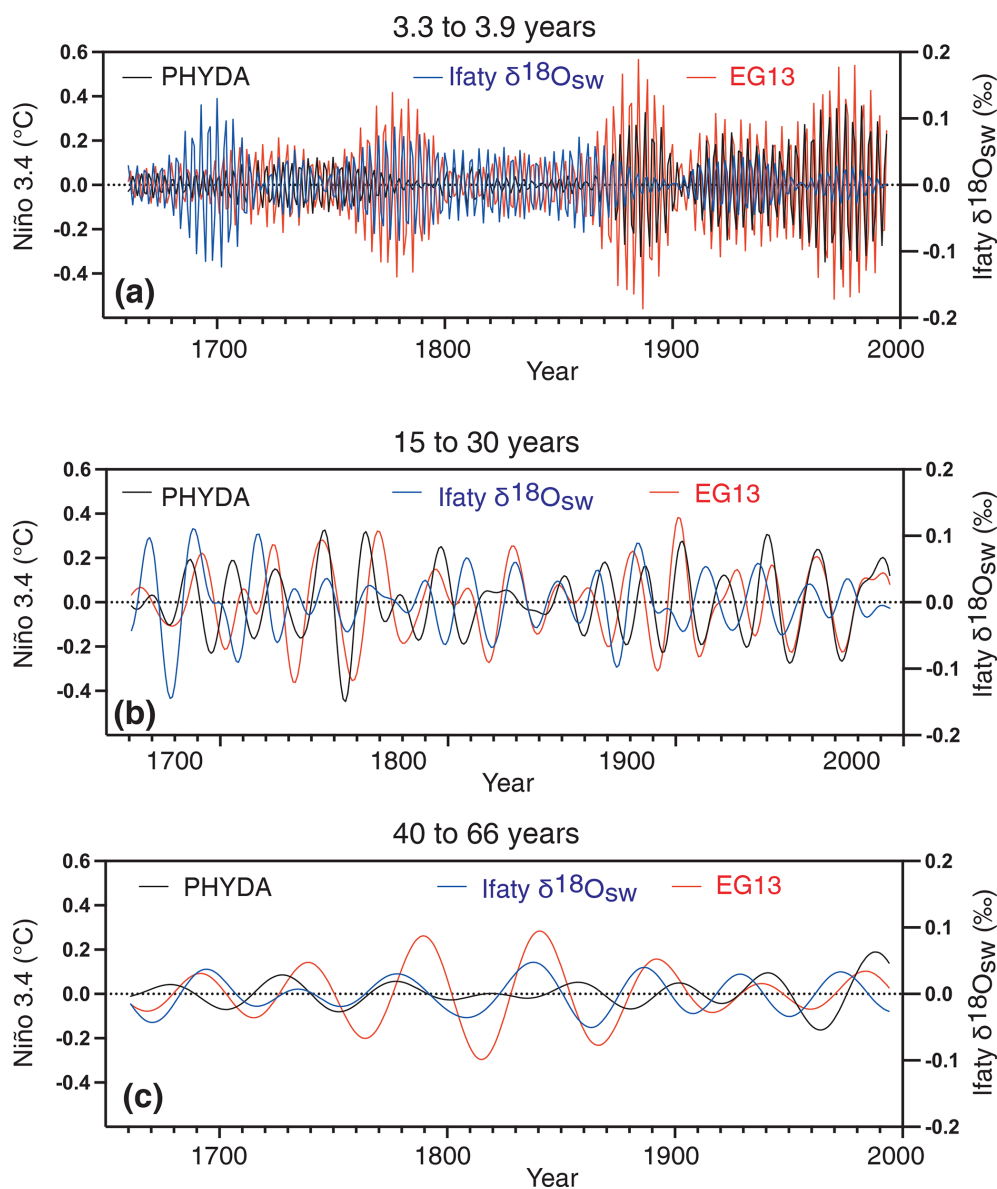 3.3 to 3.9 years
0.6 0.2
PHYDA Ifaty δ18Osw EG13
0.4
0.1
0.2
0.0 0.0
-0.2
-0.1
-0.4
-0.2
Niño 3.4 (°C)
Ifaty δ18Osw (‰)
(a)
1700 1800 1900 2000
Year
15 to 30 years
0.6 0.2
PHYDA Ifaty δ18Osw EG13
0.4
0.1
0.2
0.0 0.0
-0.2
-0.1
-0.4
-0.2
Niño 3.4 (°C)
Ifaty δ18Osw (‰)
(b)
1700 1800 1900 2000
Year
40 to 66 years
0.6 0.2
PHYDA Ifaty δ18Osw EG13
0.4
0.1
0.2
0.0 0.0
-0.2
-0.1
-0.4
-0.2
Niño 3.4 (°C)
Ifaty δ18Osw (‰)
(c)
1700 1800 1900 2000
Year